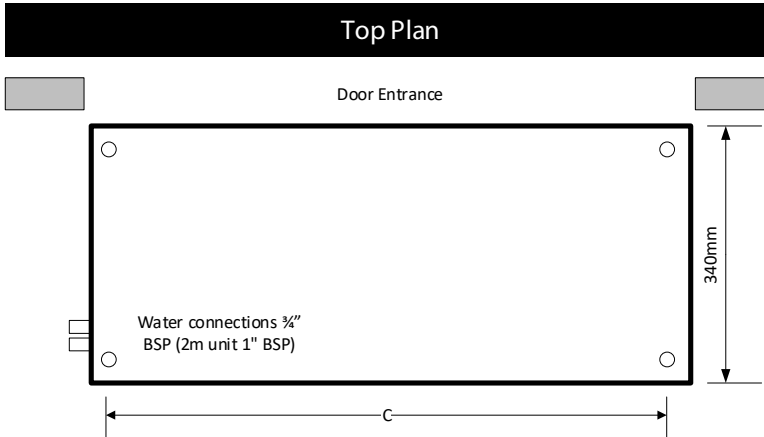 Top Plan
Door Entrance
340mm
Water connections ¾”
BSP (2m unit 1" BSP)
C